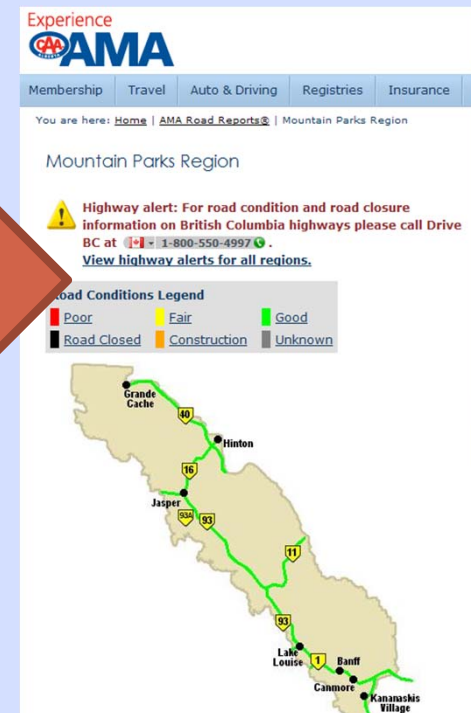 Experience
CAA
ALBERTA
AMA
Membership Travel Auto & Driving Registries Insurance
You are here: Home | AMA Road Reports® | Mountain Parks Region
Mountain Parks Region
Highway alert: For road condition and road closure
information on British Columbia highways please call Drive
BC at 1-800-550-4997 .
View highway alerts for all regions.
oad Conditions Legend
Poor Fair Good
Road Closed Construction Unknown
Grande
Cache
40
Hinton
16
Jasper
93A 93
11
93
Lake
Louise
1
Banff
Canmore
Kananaskis
Village